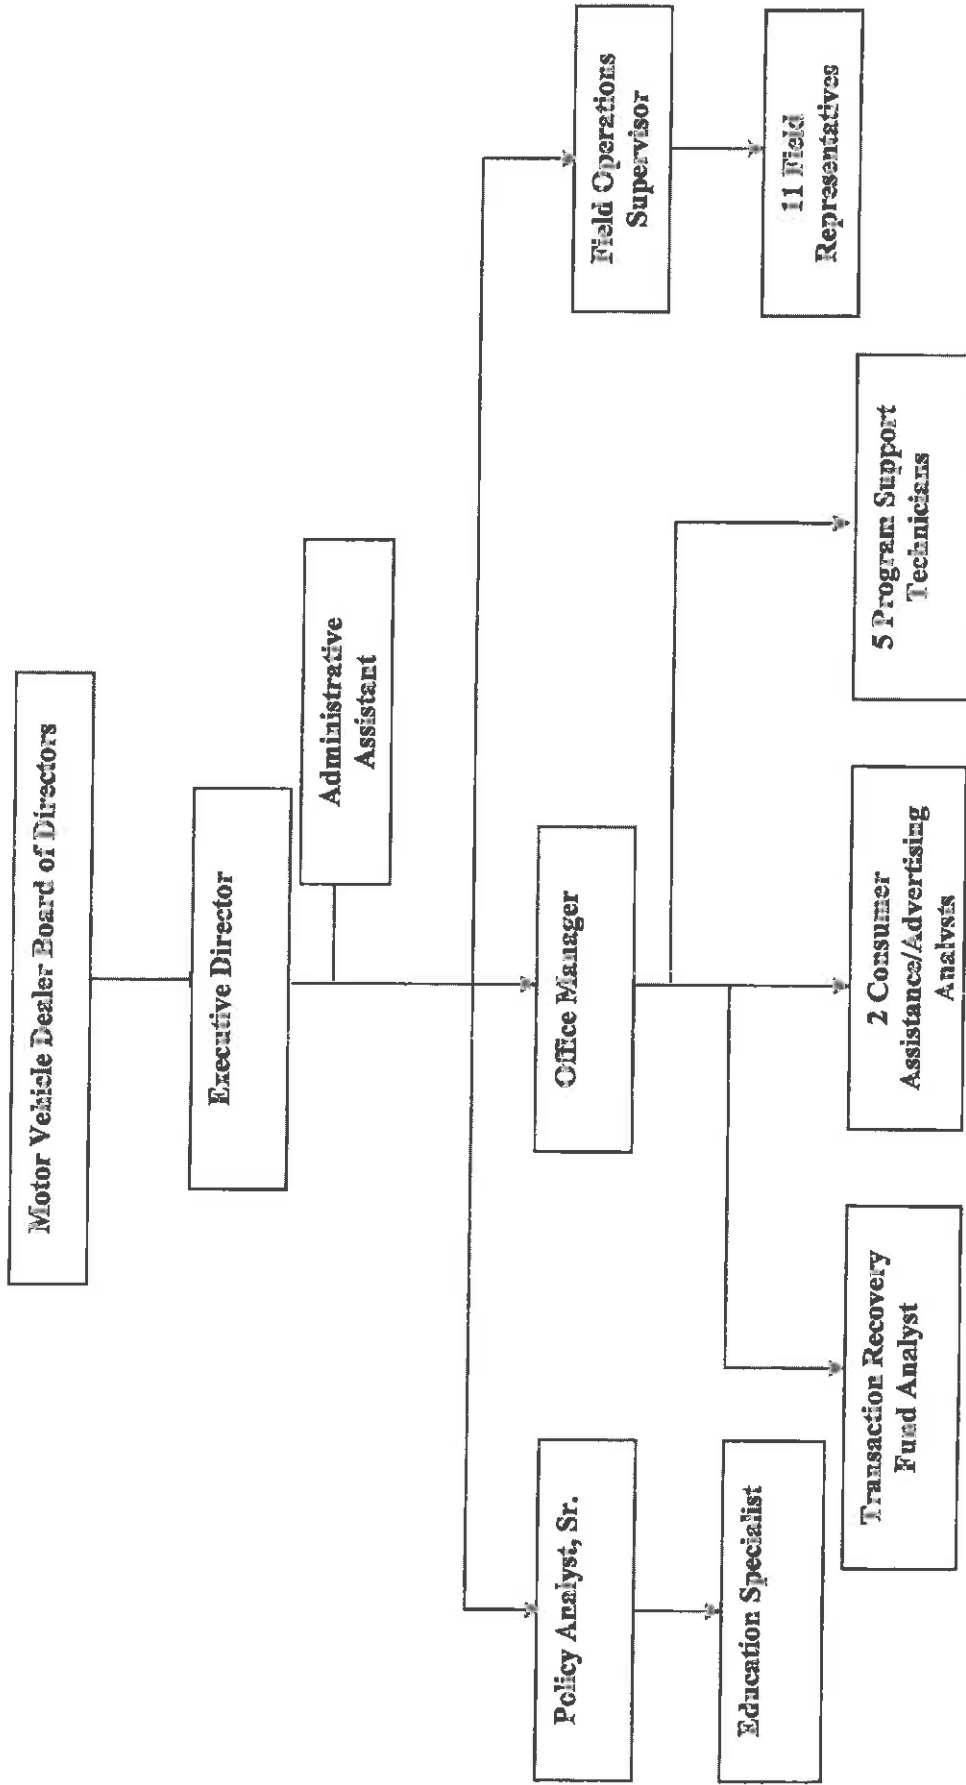 Motor Vehicle Dealer Board of Directors
Executive Director
Administrative
Assistant
Policy Analyst, Sr.
Office Manager
Field Operations
Supervisor
Education Specialist
11 Field
Representatives
Transaction Recovery
Fund Analyst
2 Consumer
Assistance/Advertising
Analysts
5 Program Support
Technicians